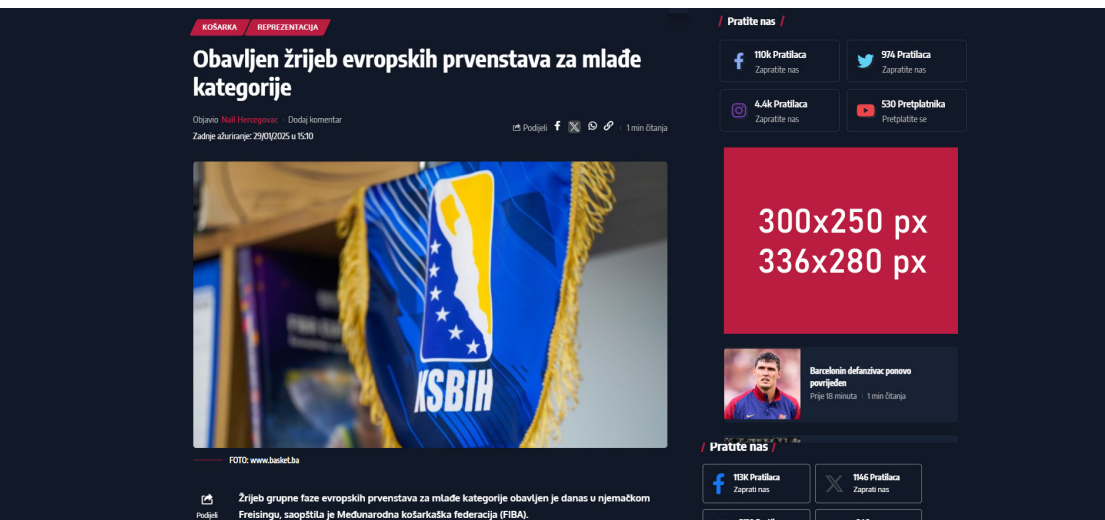 KOŠARKA
REPREZENTACIJA
Obavljen žrijeb evropskih prvenstava za mlađe
kategorije
Objavio Nail Hercegovac
Dodaj komentar
Zadnje ažuriranje: 29/01/2025 u 15:10
Podijeli
1 min čitanja
KSBIH
FOTO: www.basket.ba
Podijeli
Žrijeb grupne faze evropskih prvenstava za mlađe kategorije obavljen je danas u njemačkom
Freisingu, saopštila je Međunarodna košarkaška federacija (FIBA).
/ Pratite nas /
110k Pratilaca
Zapratite nas
974 Pratilaca
Zapratite nas
4.4k Pratilaca
Zapratite nas
530 Pretplatnika
Pretplatite se
300x250 px
336x280 px
Barcelonin defanzivac ponovo
povrijeđen
Prije 18 minuta
1 min čitanja
/ Pratite nas /
113K Pratilaca
Zaprati nas
1146 Pratilaca
Zaprati nas